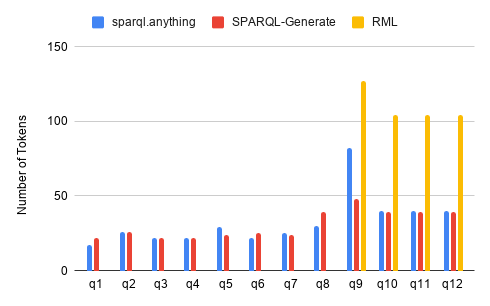 sparql.anything SPARQL-Generate RML
150
100
50
0
Number of Tokens
q1 q2 q3 q4 q5 q6 q7 q8 q9 q10 q11 q12